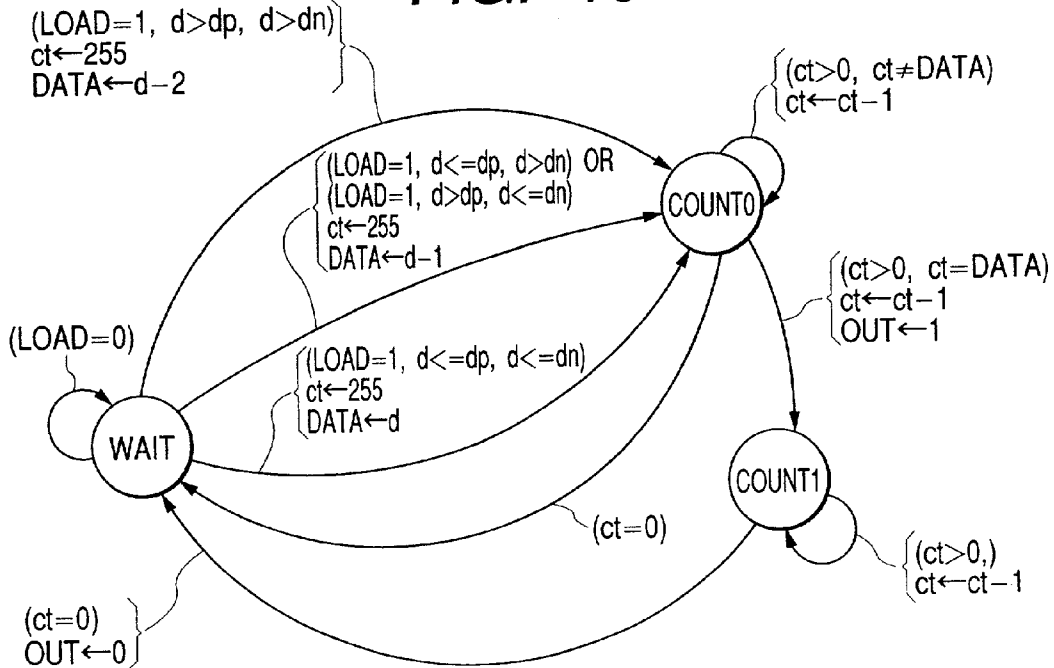 (LOAD=1, d>dp, d>dn)
ct←255
DATA←d-2
(ct>0, ct≠DATA)
ct←ct-1
(LOAD=1, d<=dp, d>dn) OR
(LOAD=1, d>dp, d<=dn)
ct←255
DATA←d-1
COUNT0
(ct>0, ct=DATA)
ct←ct-1
OUT←1
(LOAD=0)
(LOAD=1, d<=dp, d<=dn)
ct←255
DATA←d
WAIT
COUNT1
(ct=0)
(ct>0,)
ct←ct-1
(ct=0)
OUT←0